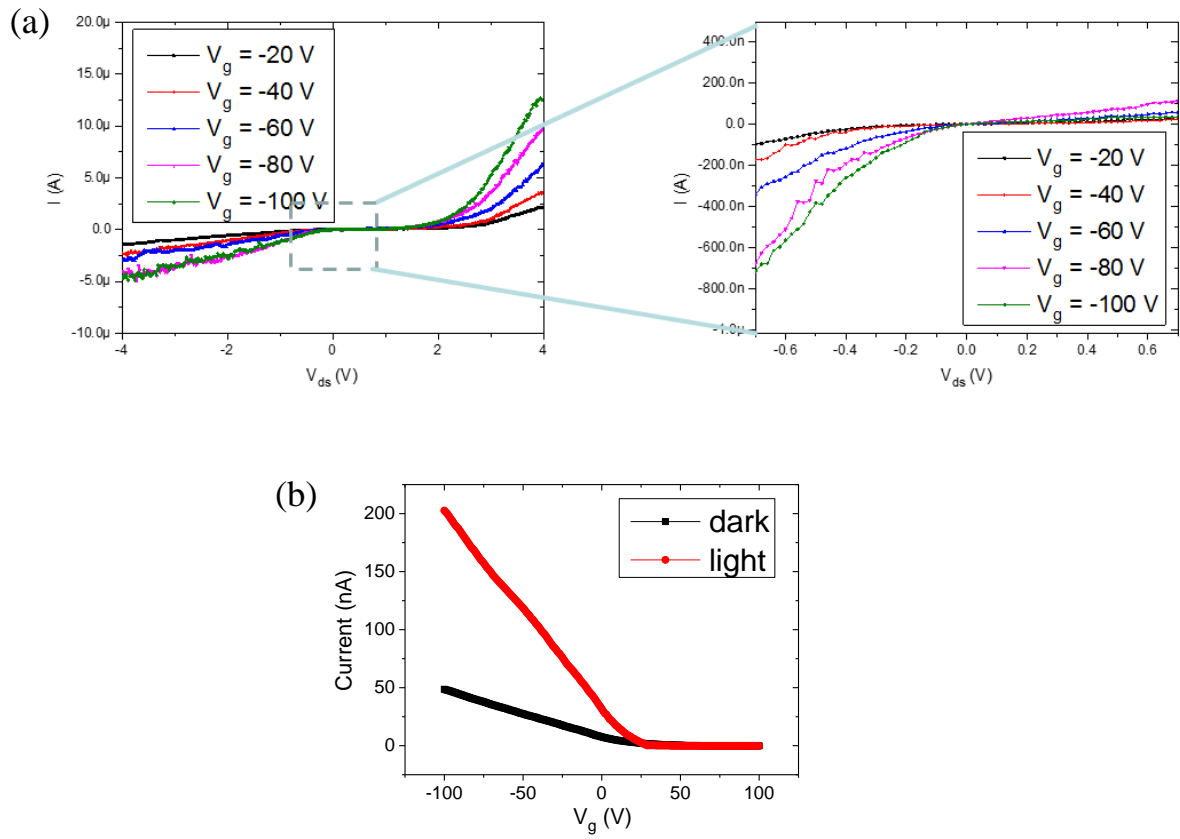 (a)
20.0µ
15.0µ
10.0µ
5.0µ
0.0
-5.0µ
-10.0µ
I (A)
Vg = -20 V
Vg = -40 V
Vg = -60 V
Vg = -80 V
Vg = -100 V
-4 -2 0 2 4
Vds (V)
400.0n
200.0n
0.0
-200.0n
-400.0n
-600.0n
-800.0n
-1.0µ
I (A)
Vg = -20 V
Vg = -40 V
Vg = -60 V
Vg = -80 V
Vg = -100 V
-0.6 -0.4 -0.2 0.0 0.2 0.4 0.6
Vds (V)
(b)
200
150
100
50
0
Current (nA)
dark
light
-100 -50 0 50 100
Vg (V)